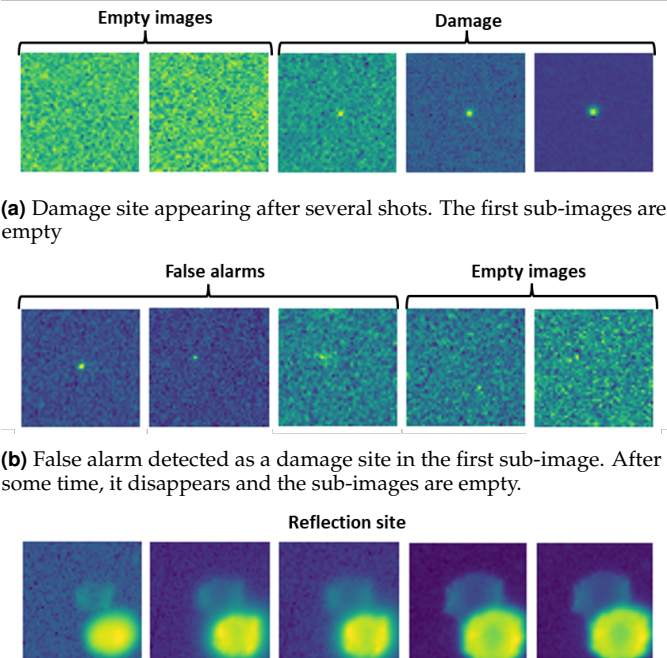 Empty images
Damage
(a) Damage site appearing after several shots. The first sub-images are
empty
False alarms
Empty images
(b) False alarm detected as a damage site in the first sub-image. After
some time, it disappears and the sub-images are empty.
Reflection site